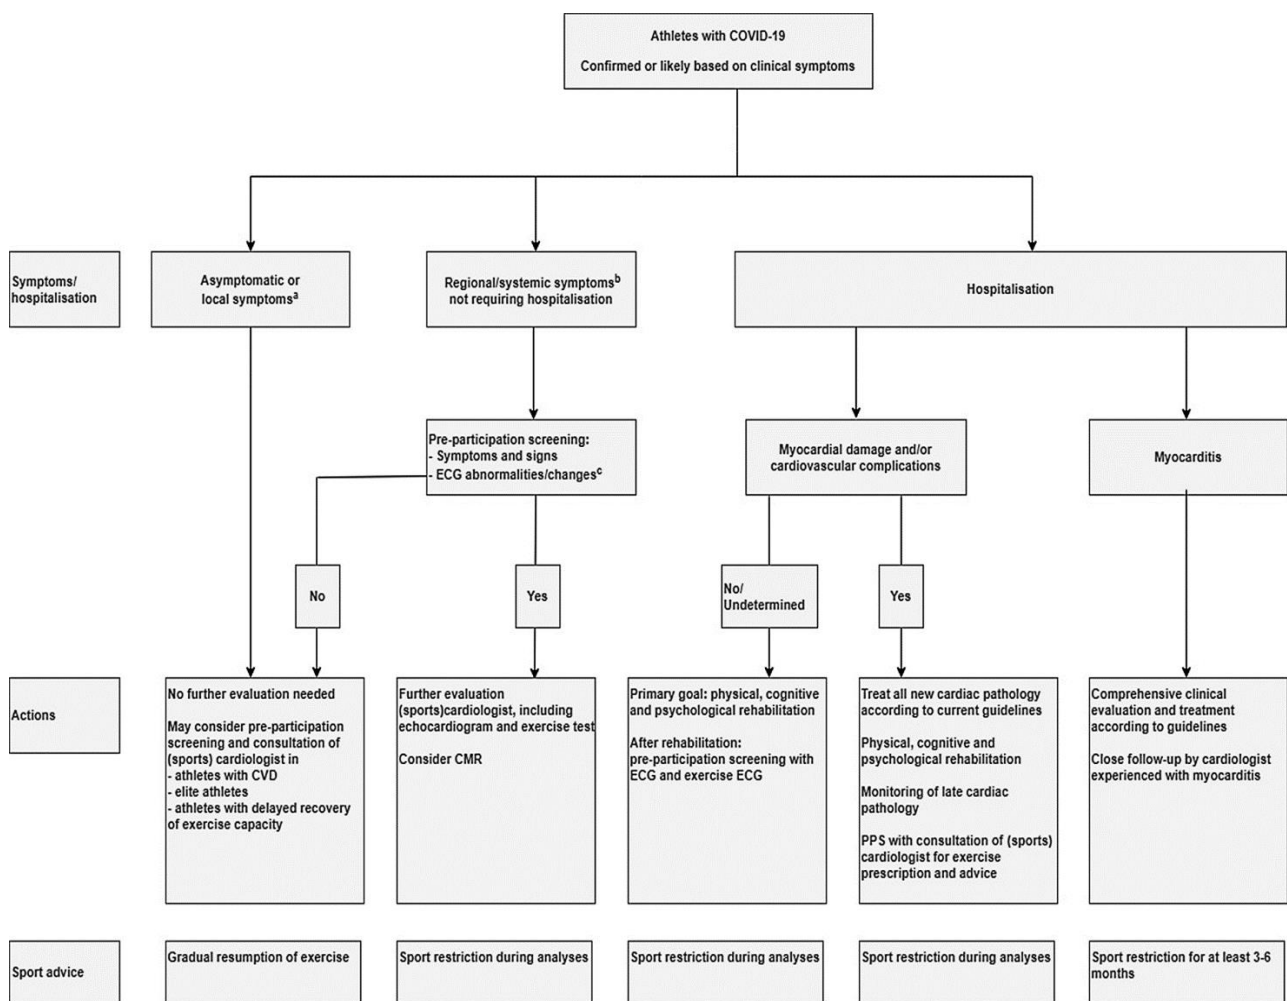 Athletes with COVID-19
Confirmed or likely based on clinical symptoms
Symptoms/
hospitalisation
Asymptomatic or
local symptomsa
Regional/systemic symptomsb
not requiring hospitalisation
Hospitalisation
Pre-participation screening:
- Symptoms and signs
- ECG abnormalities/changesc
Myocardial damage and/or
cardiovascular complications
Myocarditis
No
Yes
No/
Undetermined
Yes
Actions
No further evaluation needed
May consider pre-participation
screening and consultation of
(sports) cardiologist in
- athletes with CVD
- elite athletes
- athletes with delayed recovery
of exercise capacity
Further evaluation
(sports)cardiologist, including
echocardiogram and exercise test
Consider CMR
Primary goal: physical, cognitive
and psychological rehabilitation
After rehabilitation:
pre-participation screening with
ECG and exercise ECG
Treat all new cardiac pathology
according to current guidelines
Physical, cognitive and
psychological rehabilitation
Monitoring of late cardiac
pathology
PPS with consultation of (sports)
cardiologist for exercise
prescription and advice
Comprehensive clinical
evaluation and treatment
according to guidelines
Close follow-up by cardiologist
experienced with myocarditis
Sport advice
Gradual resumption of exercise
Sport restriction during analyses
Sport restriction during analyses
Sport restriction during analyses
Sport restriction for at least 3-6
months